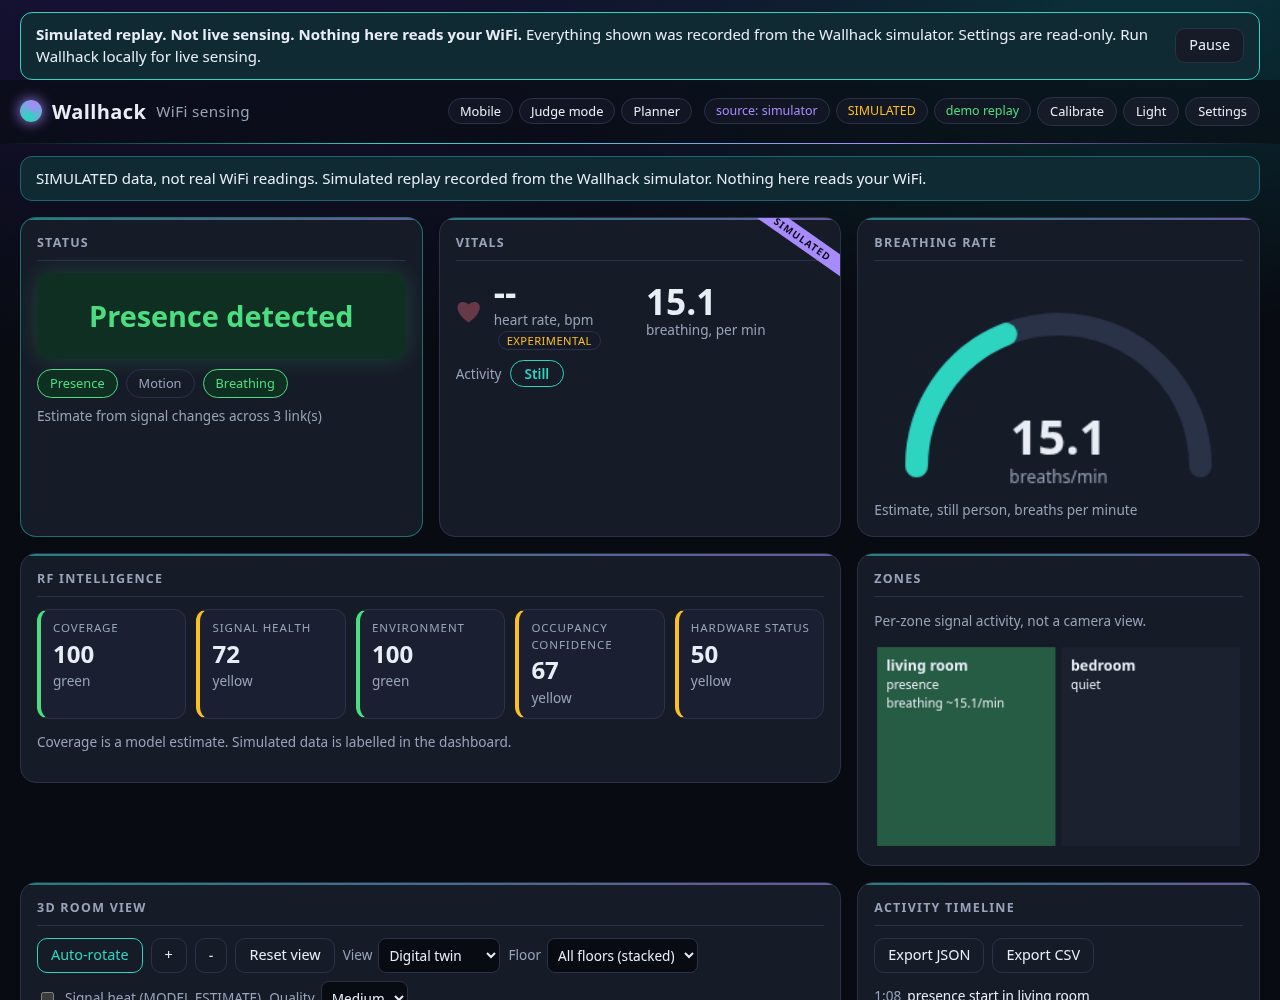 Simulated replay. Not live sensing. Nothing here reads your WiFi. Everything shown was recorded from the Wallhack simulator. Settings are read-only. Run
Wallhack locally for live sensing.
Pause
Wallhack WiFi sensing
Mobile Judge mode Planner source: simulator SIMULATED demo replay Calibrate Light Settings
SIMULATED data, not real WiFi readings. Simulated replay recorded from the Wallhack simulator. Nothing here reads your WiFi.
STATUS
Presence detected
Presence Motion Breathing
Estimate from signal changes across 3 link(s)
VITALS
SIMULATED
--
heart rate, bpm
EXPERIMENTAL
15.1
breathing, per min
Activity Still
BREATHING RATE
15.1
breaths/min
Estimate, still person, breaths per minute
RF INTELLIGENCE
COVERAGE
100
green
SIGNAL HEALTH
72
yellow
ENVIRONMENT
100
green
OCCUPANCY
CONFIDENCE
67
yellow
HARDWARE STATUS
50
yellow
Coverage is a model estimate. Simulated data is labelled in the dashboard.
ZONES
Per-zone signal activity, not a camera view.
living room
presence
breathing ~15.1/min
bedroom
quiet
3D ROOM VIEW
Auto-rotate + - Reset view View Digital twin Floor All floors (stacked)
Signal heat (MODEL ESTIMATE) Quality Medium
ACTIVITY TIMELINE
Export JSON Export CSV
1:08 presence start in living room